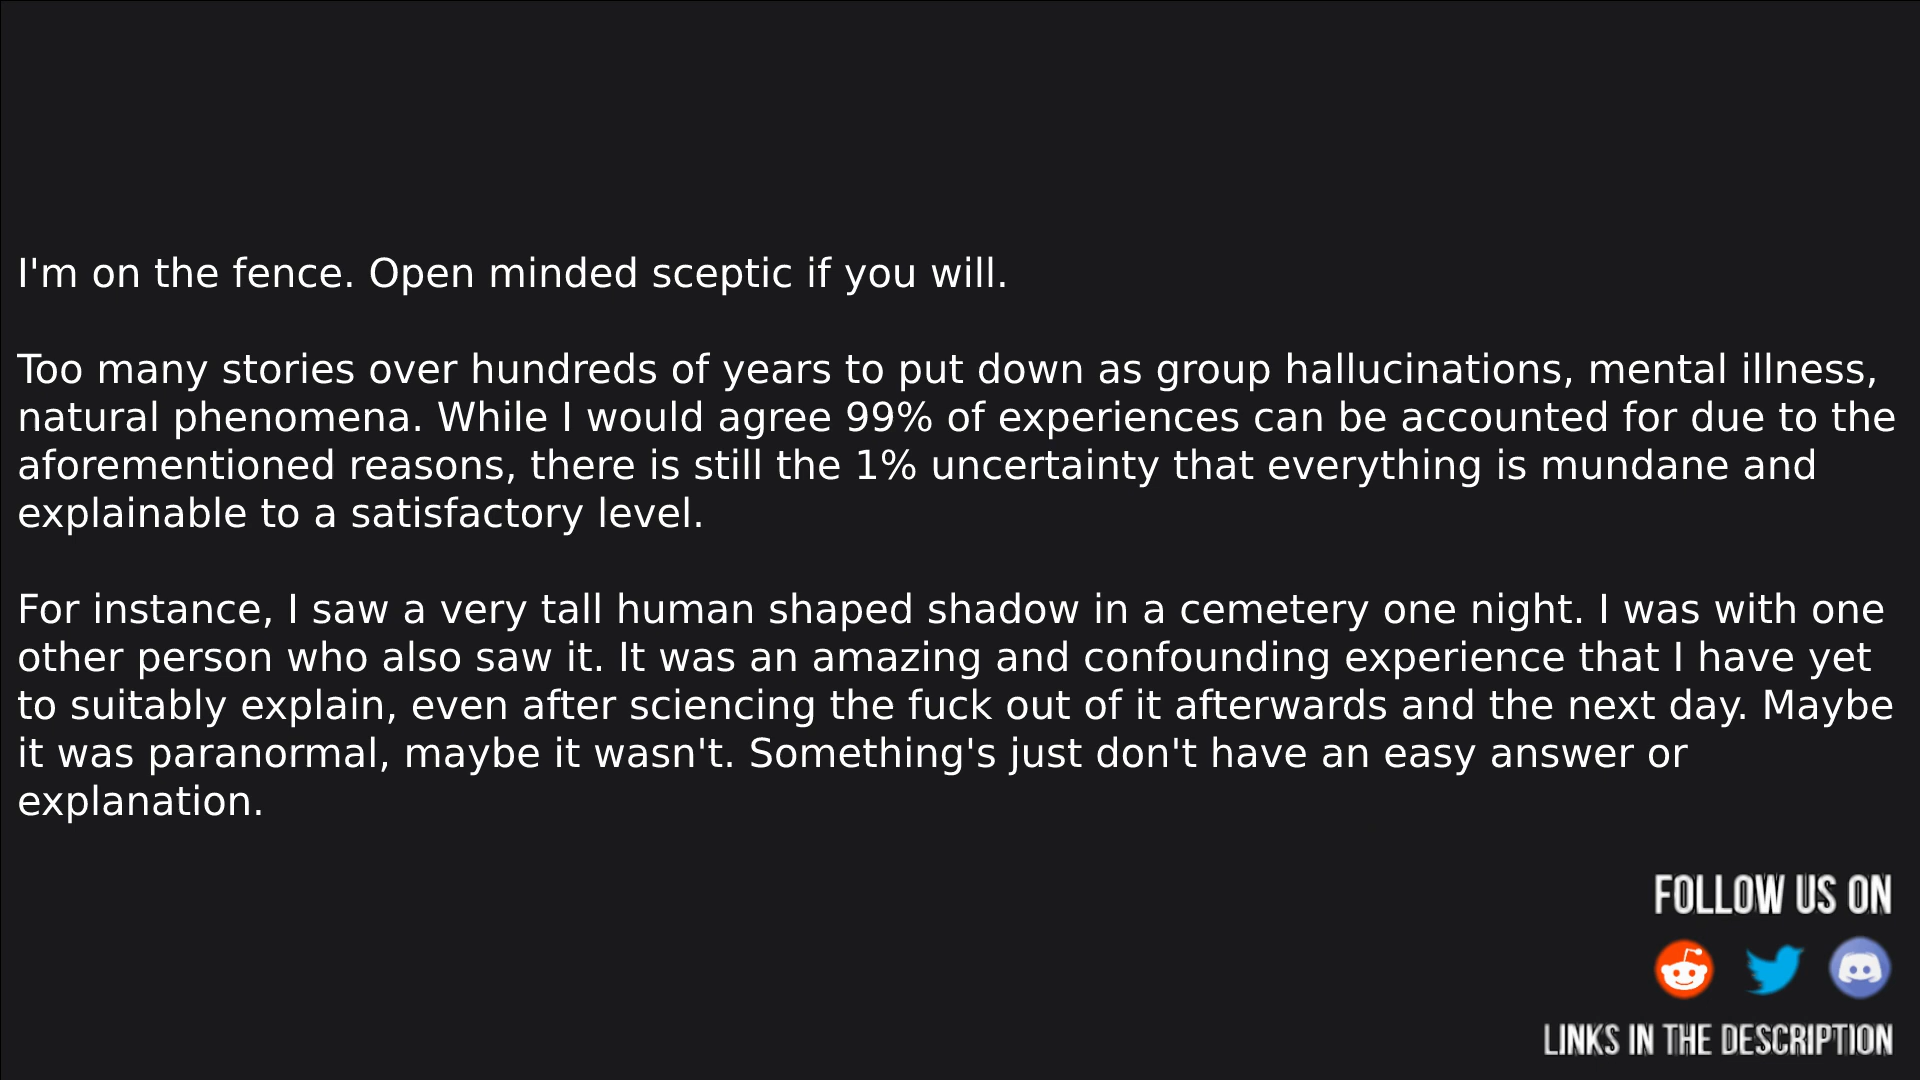 I'm on the fence. Open minded sceptic if you will.
Too many stories over hundreds of years to put down as group hallucinations, mental illness,
natural phenomena. While I would agree 99% of experiences can be accounted for due to the
aforementioned reasons, there is still the 1% uncertainty that everything is mundane and
explainable to a satisfactory level.
For instance, I saw a very tall human shaped shadow in a cemetery one night. I was with one
other person who also saw it. It was an amazing and confounding experience that I have yet
to suitably explain, even after sciencing the fuck out of it afterwards and the next day. Maybe
it was paranormal, maybe it wasn't. Something's just don't have an easy answer or
explanation.
FOLLOW US ON
LINKS IN THE DESCRIPTION